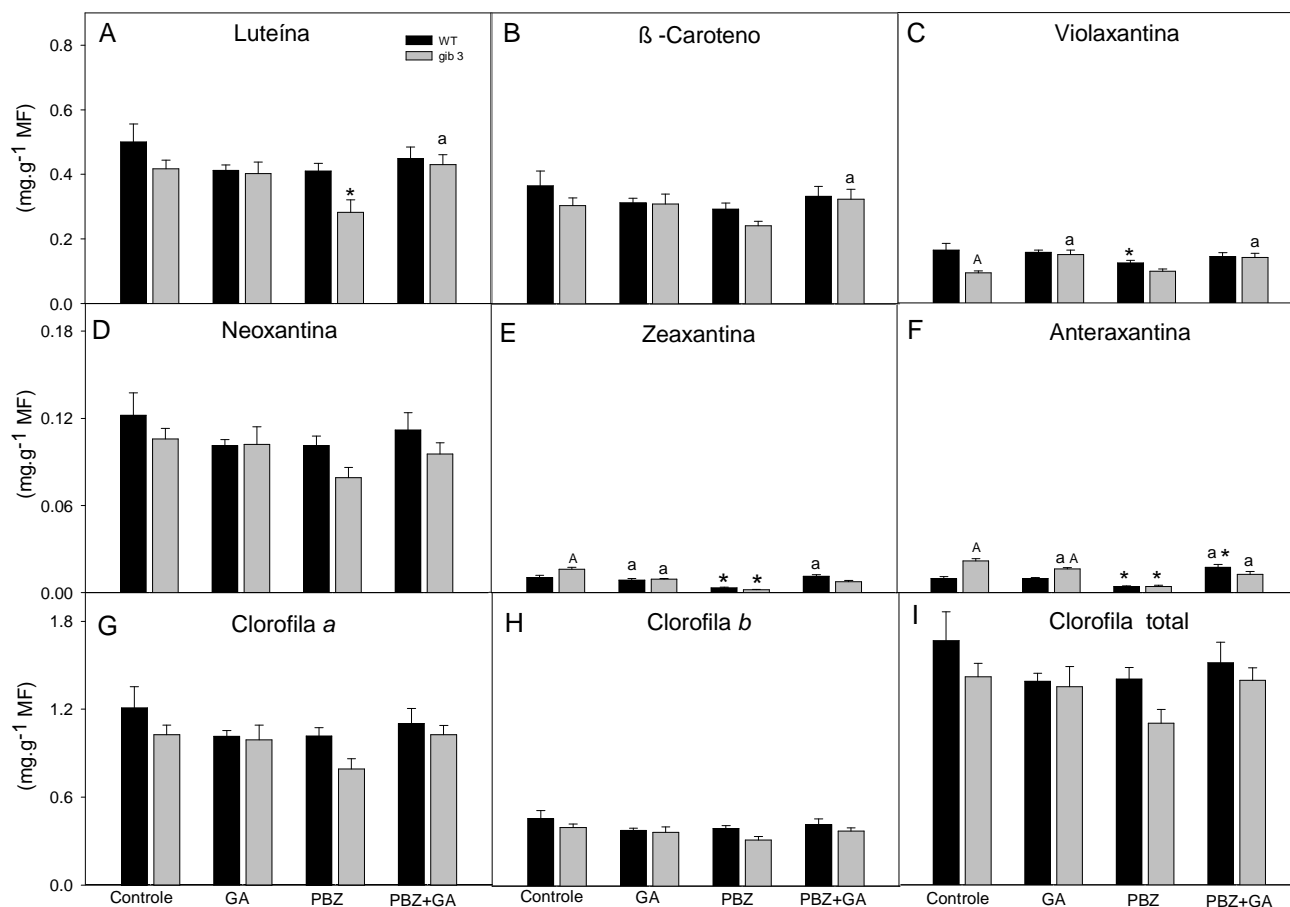 A Luteína
WT
gib 3
B ß -Caroteno
C Violaxantina
0.8
0.6
0.4
0.2
0.0
(mg.g⁻¹ MF)
*
a
a
A
a
*
a
D Neoxantina
E Zeaxantina
F Anteraxantina
0.18
0.12
0.06
0.00
(mg.g⁻¹ MF)
A
a
a
*
*
a
A
a A
*
*
a *
a
G Clorofila a
H Clorofila b
I Clorofila total
1.8
1.2
0.6
0.0
(mg.g⁻¹ MF)
Controle GA PBZ PBZ+GA
Controle GA PBZ PBZ+GA
Controle GA PBZ PBZ+GA